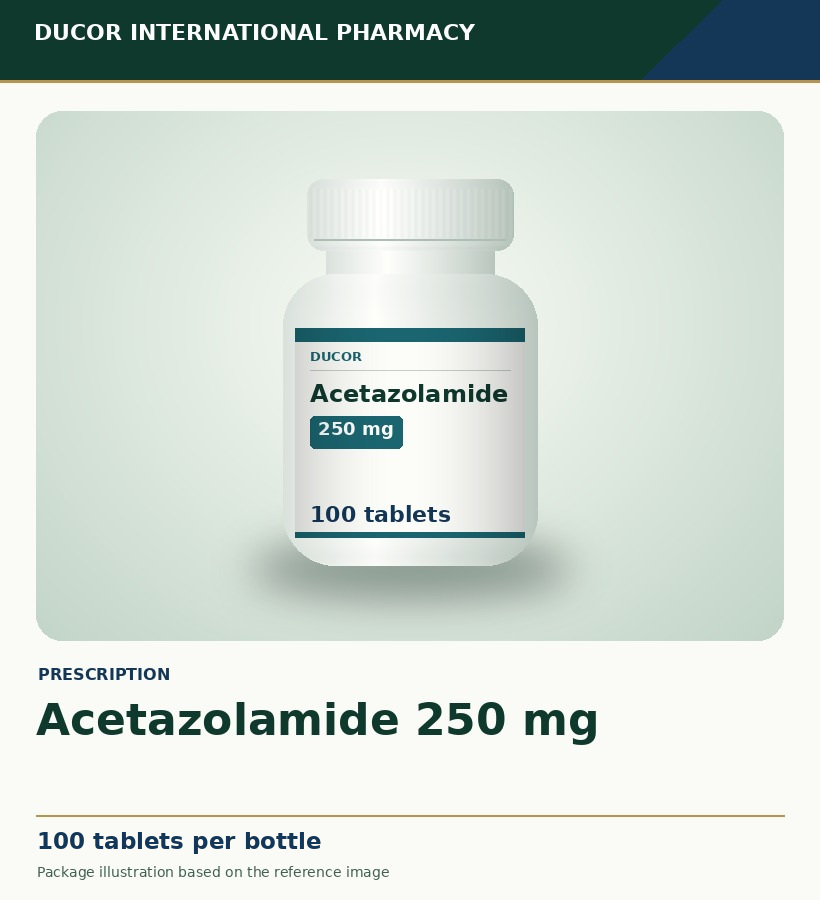 DUCOR INTERNATIONAL PHARMACY
DUCOR
Acetazolamide
250 mg
100 tablets
PRESCRIPTION
Acetazolamide 250 mg
100 tablets per bottle
Package illustration based on the reference image